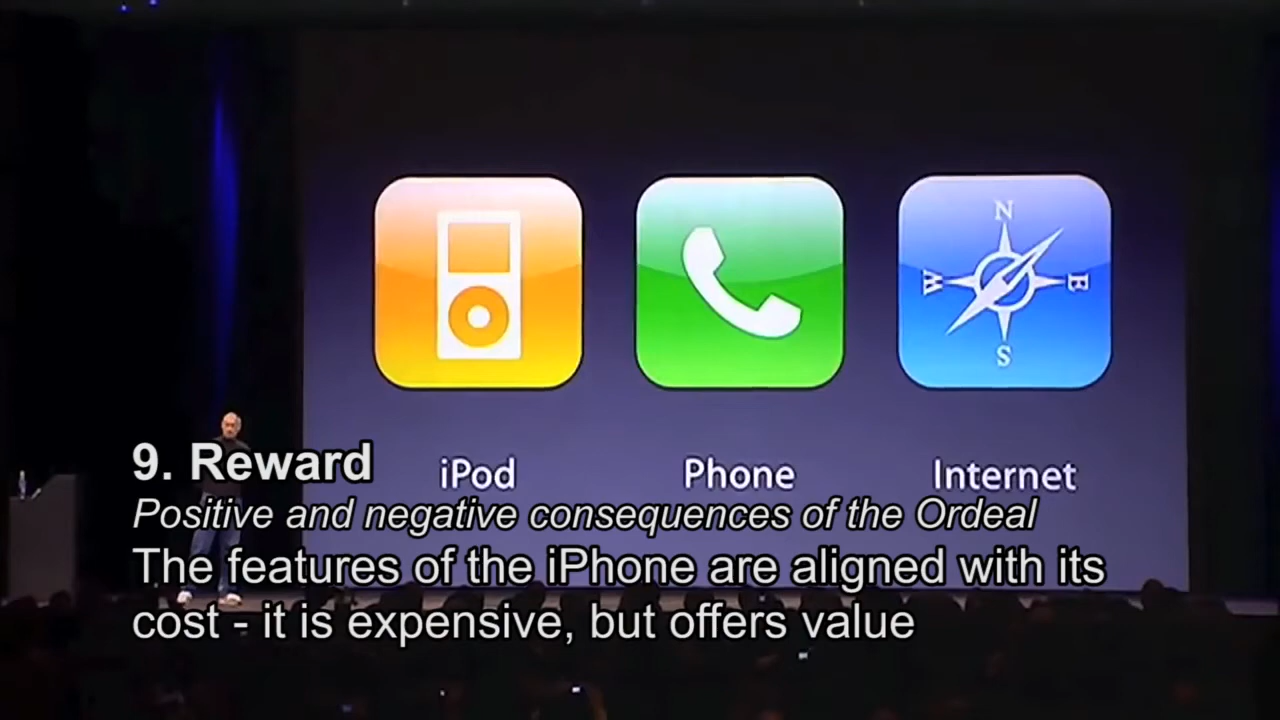 N
W E
S
iPod Phone Internet
9. Reward
Positive and negative consequences of the Ordeal
The features of the iPhone are aligned with its
cost - it is expensive, but offers value